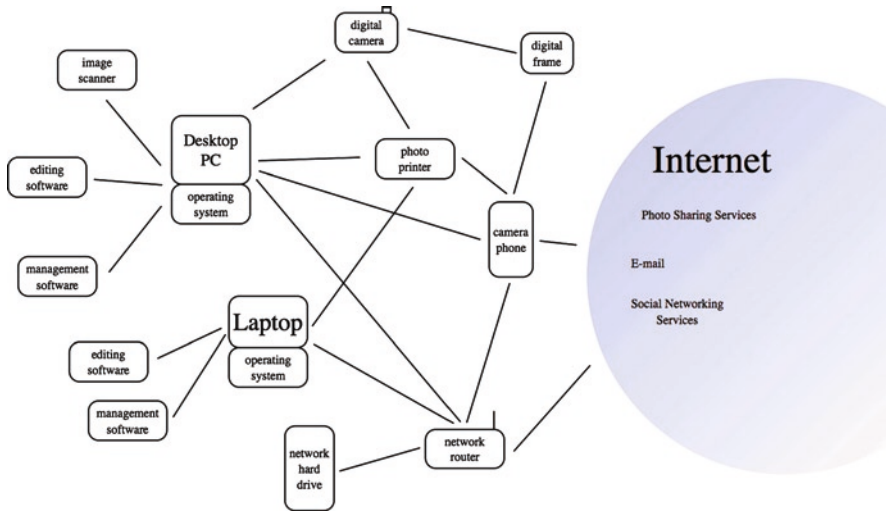 digital
camera
digital
frame
image
scanner
Desktop
PC
operating
system
photo
printer
editing
software
camera
phone
management
software
Laptop
operating
system
editing
software
management
software
network
hard
drive
network
router
Internet
Photo Sharing Services
E-mail
Social Networking
Services